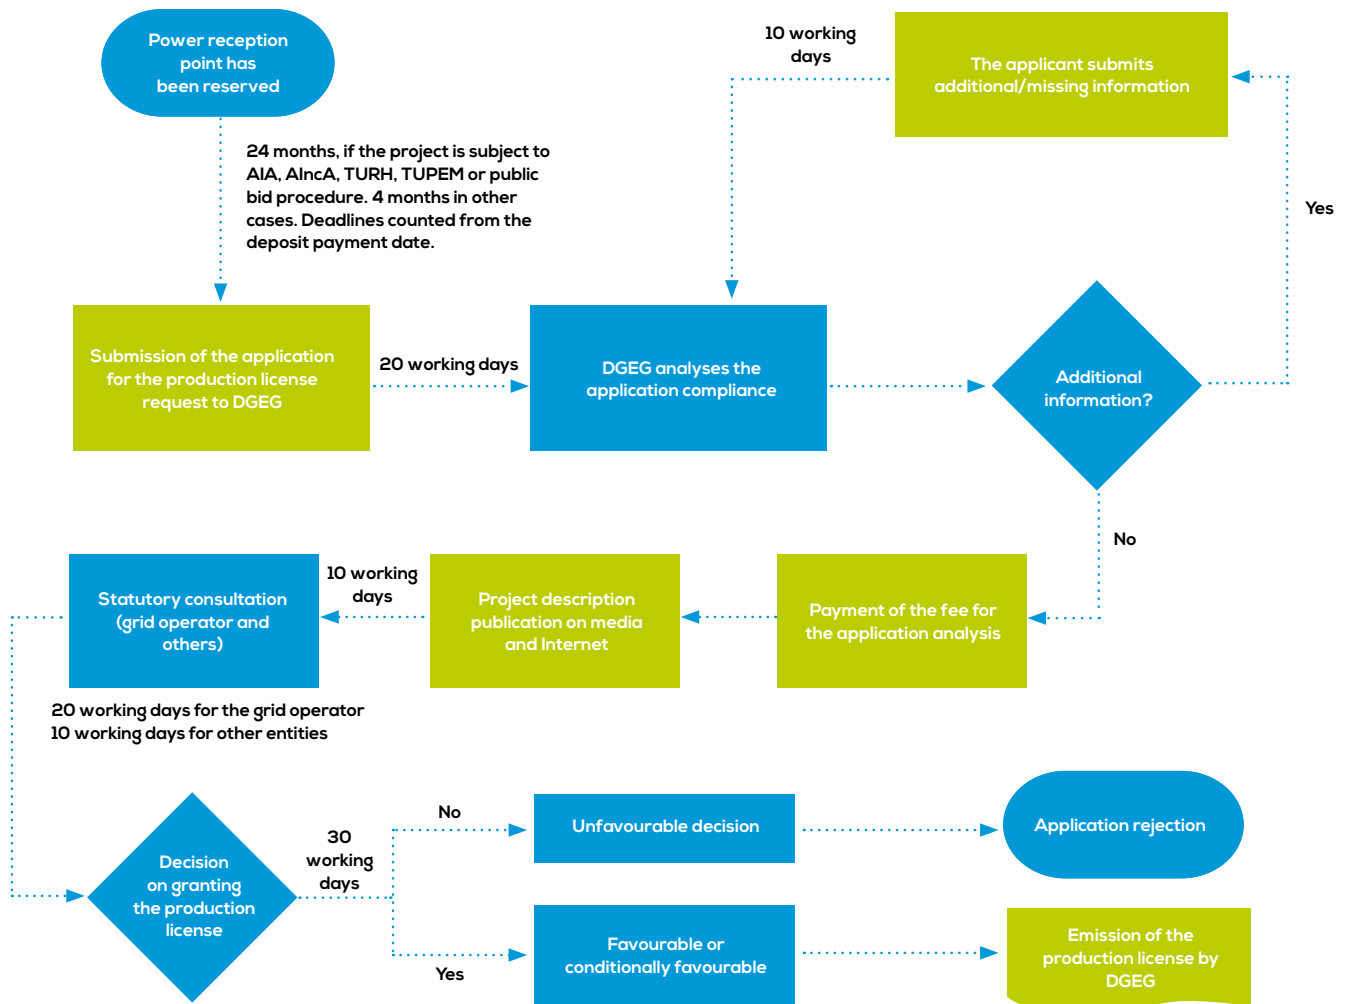 Power reception
point has
been reserved
10 working
days
The applicant submits
additional/missing information
24 months, if the project is subject to
AIA, AIncA, TURH, TUPEM or public
bid procedure. 4 months in other
cases. Deadlines counted from the
deposit payment date.
Yes
Submission of the application
for the production license
request to DGEG
20 working days
DGEG analyses the
application compliance
Additional
information?
No
Statutory consultation
(grid operator and
others)
10 working
days
Project description
publication on media
and Internet
Payment of the fee for
the application analysis
20 working days for the grid operator
10 working days for other entities
Decision
on granting
the production
license
30
working
days
No
Unfavourable decision
Application rejection
Yes
Favourable or
conditionally favourable
Emission of the
production license by
DGEG